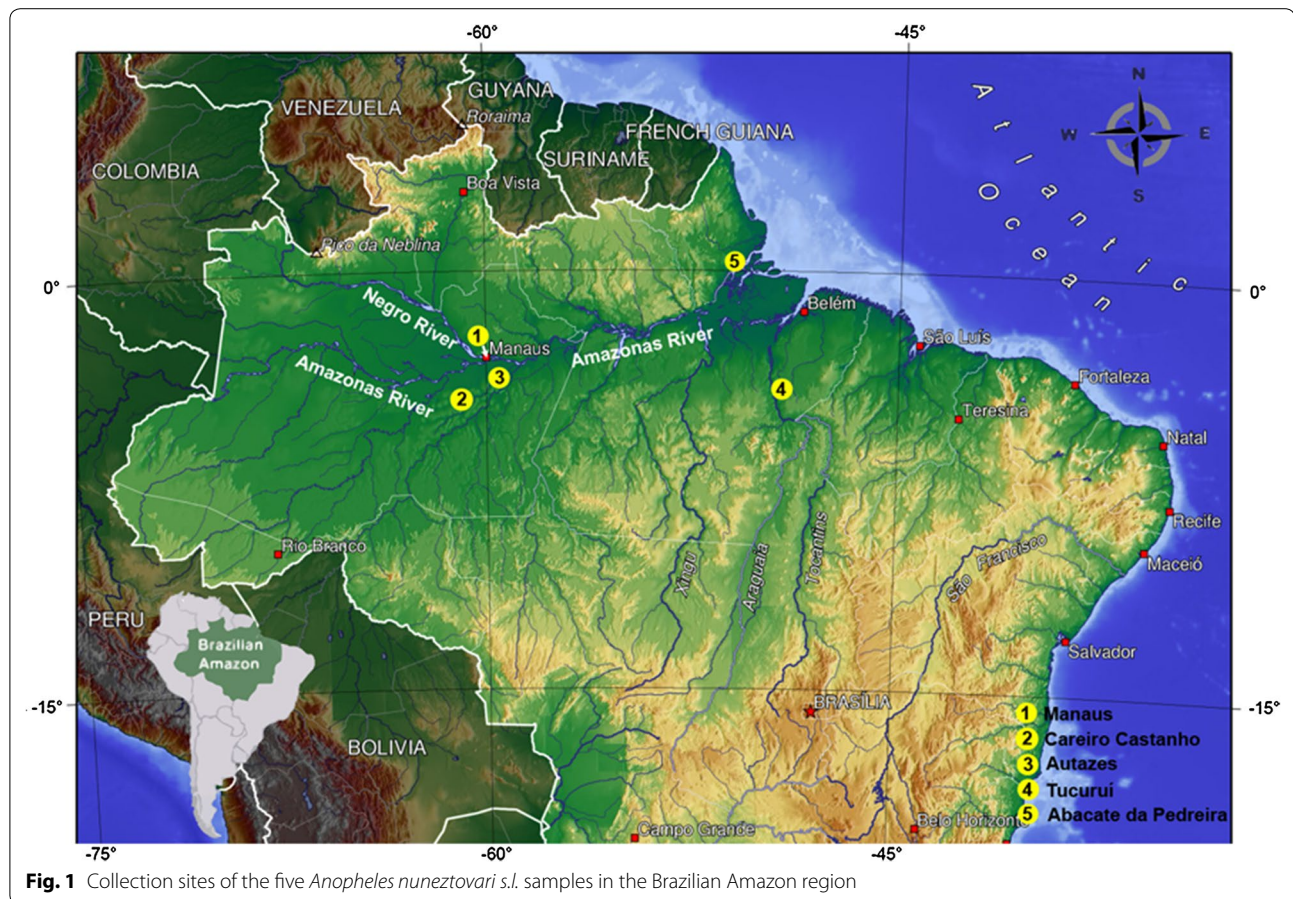 -60°
-45°
GUYANA
VENEZUELA
Roraima
FRENCH GUIANA
SURINAME
COLOMBIA
Boa Vista
Pico da Neblina
Atlantic
Ocean
N
W
E
S
0°
0°
5
Belém
Negro River
1
Manaus
Amazonas River
São Luis
3
Amazonas River
2
4
Fortaleza
Teresina
Natal
Recife
Rio Branco
Maceió
Xingu
Araguaia
Tocantins
São Francisco
PERU
Brazilian
Amazon
Salvador
-15°
-15°
BRASÍLIA
BOLIVIA
1 Manaus
2 Careiro Castanho
3 Autazes
4 Tucuruí
5 Abacate da Pedreira
Campo Grande
Belo Horizonte
-75°
-60°
-45°
Fig. 1 Collection sites of the five Anopheles nuneztovari s.l. samples in the Brazilian Amazon region